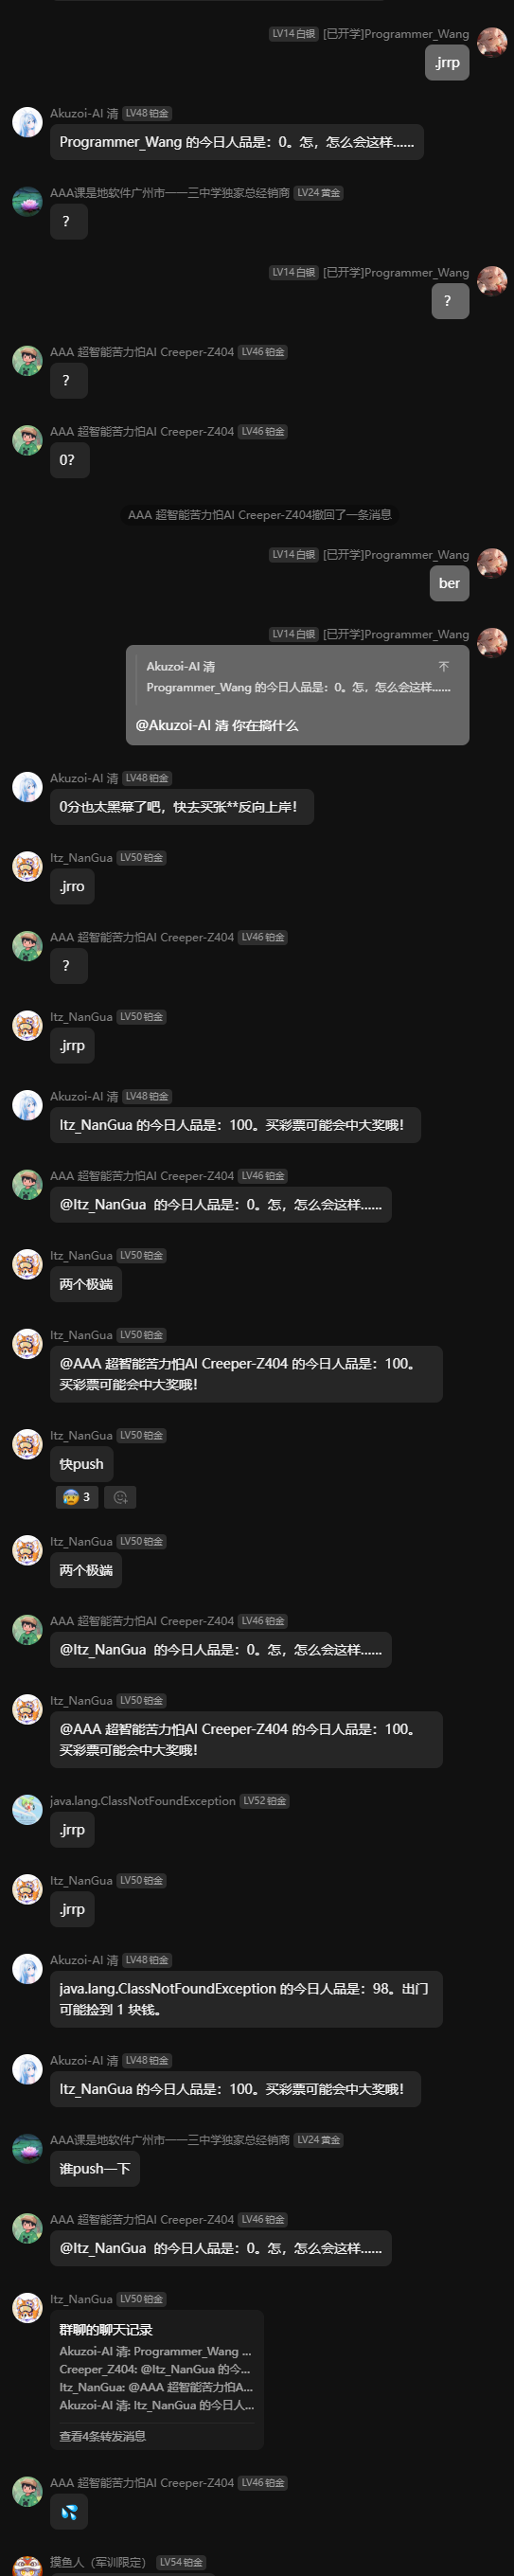 LV14 白银 [已开学]Programmer_Wang
.jrrp
Akuzoi-AI 清 LV48 铂金
Programmer_Wang 的今日人品是：0。怎，怎么会这样......
AAA课是地软件广州市一一三中学独家总经销商 LV24 黄金
？
LV14 白银 [已开学]Programmer_Wang
？
AAA 超智能苦力怕AI Creeper-Z404 LV46 铂金
？
AAA 超智能苦力怕AI Creeper-Z404 LV46 铂金
0？
AAA 超智能苦力怕AI Creeper-Z404撤回了一条消息
LV14 白银 [已开学]Programmer_Wang
ber
LV14 白银 [已开学]Programmer_Wang
Akuzoi-AI 清
Programmer_Wang 的今日人品是：0。怎，怎么会这样......
@Akuzoi-AI 清 你在搞什么
Akuzoi-AI 清 LV48 铂金
0分也太黑幕了吧，快去买张**反向上岸！
Itz_NanGua LV50 铂金
.jrro
AAA 超智能苦力怕AI Creeper-Z404 LV46 铂金
？
Itz_NanGua LV50 铂金
.jrrp
Akuzoi-AI 清 LV48 铂金
Itz_NanGua 的今日人品是：100。买彩票可能会中大奖哦！
AAA 超智能苦力怕AI Creeper-Z404 LV46 铂金
@Itz_NanGua 的今日人品是：0。怎，怎么会这样......
Itz_NanGua LV50 铂金
两个极端
Itz_NanGua LV50 铂金
@AAA 超智能苦力怕AI Creeper-Z404 的今日人品是：100。
买彩票可能会中大奖哦！
Itz_NanGua LV50 铂金
快push
3
Itz_NanGua LV50 铂金
两个极端
AAA 超智能苦力怕AI Creeper-Z404 LV46 铂金
@Itz_NanGua 的今日人品是：0。怎，怎么会这样......
Itz_NanGua LV50 铂金
@AAA 超智能苦力怕AI Creeper-Z404 的今日人品是：100。
买彩票可能会中大奖哦！
java.lang.ClassNotFoundException LV52 铂金
.jrrp
Itz_NanGua LV50 铂金
.jrrp
Akuzoi-AI 清 LV48 铂金
java.lang.ClassNotFoundException 的今日人品是：98。出门
可能捡到 1 块钱。
Akuzoi-AI 清 LV48 铂金
Itz_NanGua 的今日人品是：100。买彩票可能会中大奖哦！
AAA课是地软件广州市一一三中学独家总经销商 LV24 黄金
谁push一下
AAA 超智能苦力怕AI Creeper-Z404 LV46 铂金
@Itz_NanGua 的今日人品是：0。怎，怎么会这样......
Itz_NanGua LV50 铂金
群聊的聊天记录
Akuzoi-AI 清: Programmer_Wang ...
Creeper_Z404: @Itz_NanGua 的今...
Itz_NanGua: @AAA 超智能苦力怕A...
Akuzoi-AI 清: Itz_NanGua 的今日人...
查看4条转发消息
AAA 超智能苦力怕AI Creeper-Z404 LV46 铂金
💦
摸鱼人（军训限定） LV54 铂金